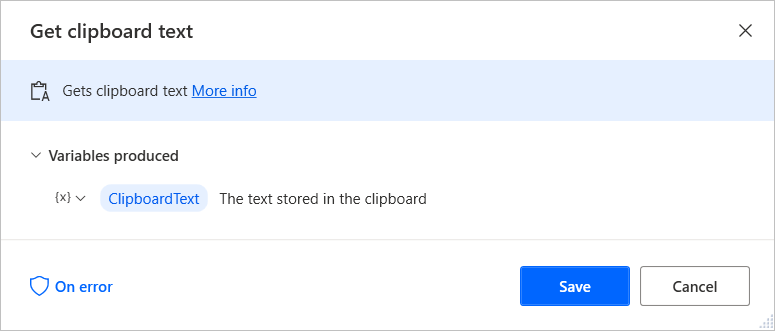 Get clipboard text
Gets clipboard text More info
Variables produced
{x} ClipboardText The text stored in the clipboard
On error Save Cancel